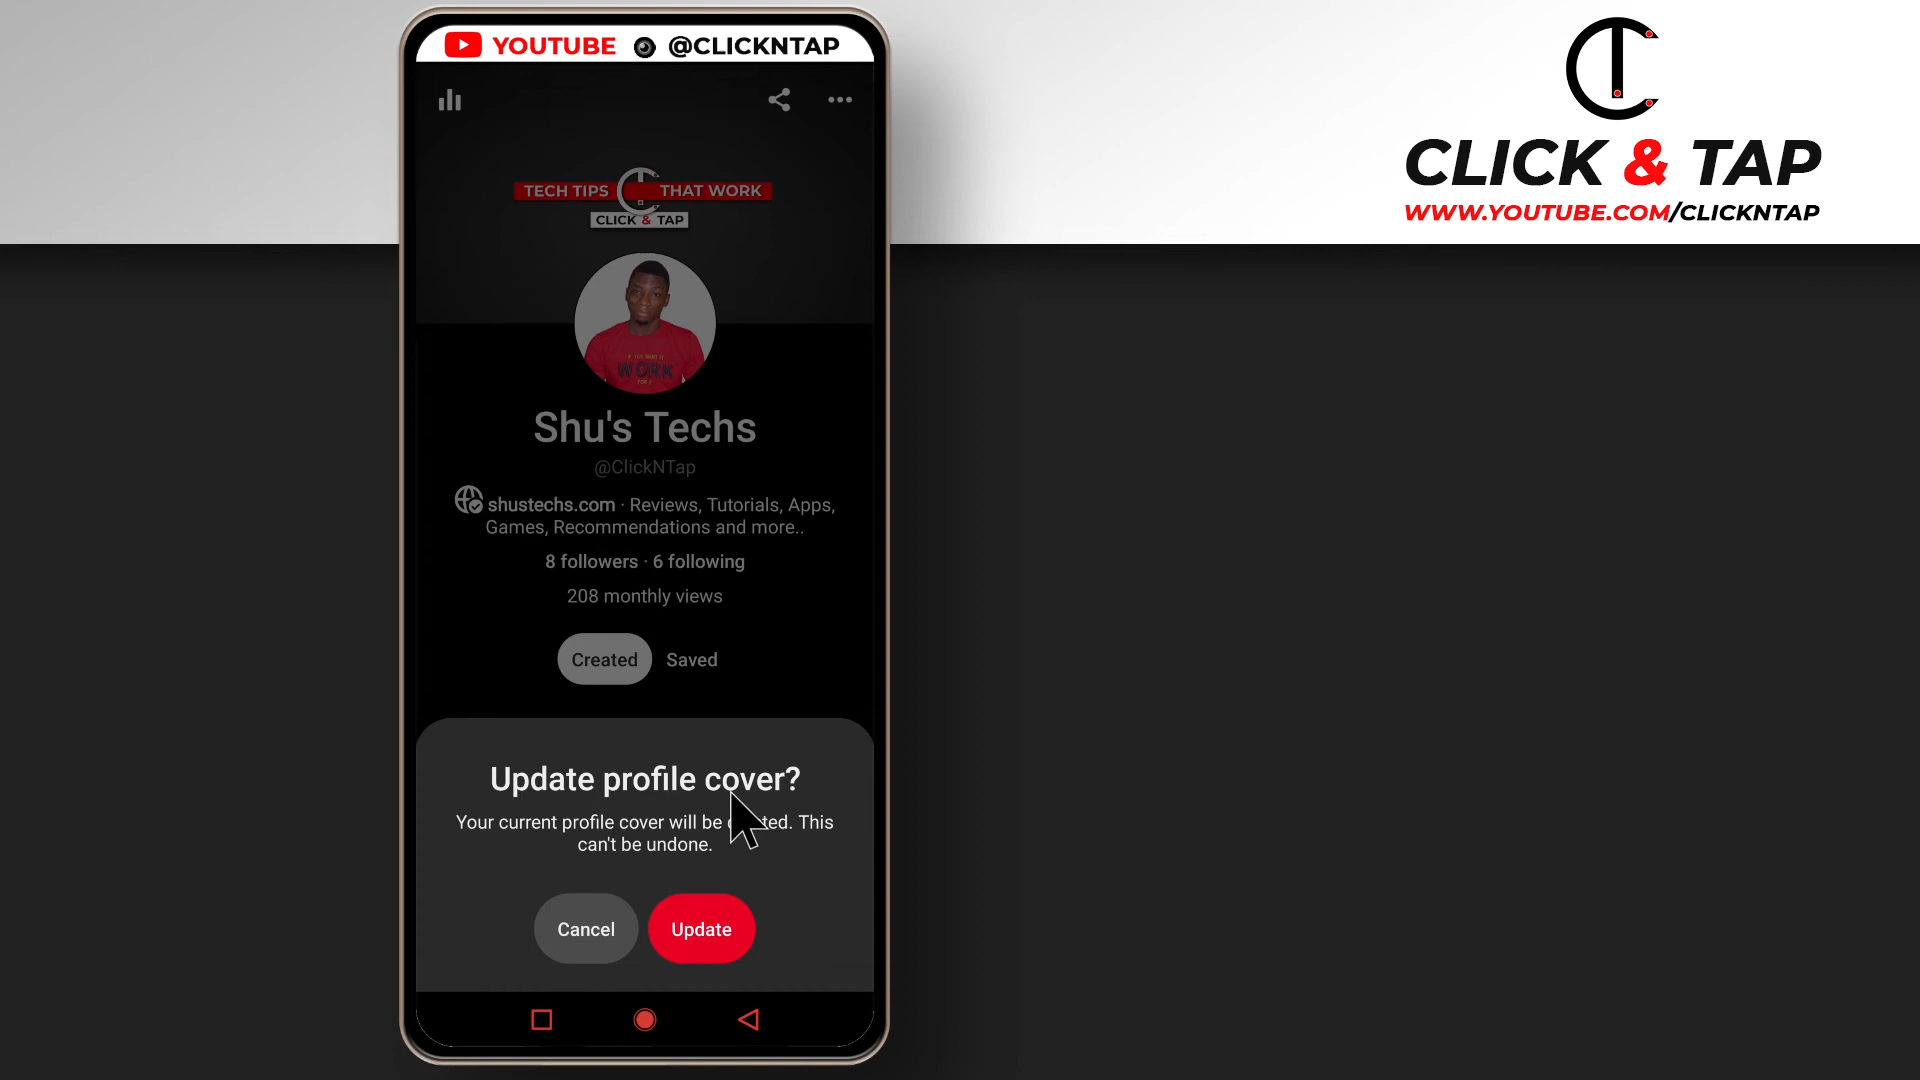 YOUTUBE @CLICKNTAP
CLICK & TAP
WWW.YOUTUBE.COM/CLICKNTAP
TECH TIPS THAT WORK
CLICK & TAP
WORK
Shu's Techs
@ClickNTap
shustechs.com · Reviews, Tutorials, Apps,
Games, Recommendations and more..
8 followers · 6 following
208 monthly views
Created Saved
Update profile cover?
Your current profile cover will be This
can't be undone.
Cancel Update